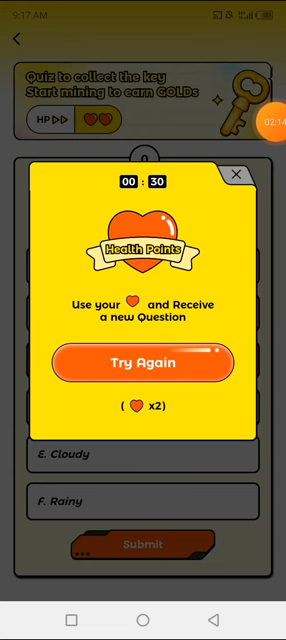 9:17 AM
Quiz to collect the key
Start mining to earn GOLDs
HP
02:14
0
00 : 30
Health Points
Use your and Receive
a new Question
Try Again
( x2)
E. Cloudy
F. Rainy
Submit